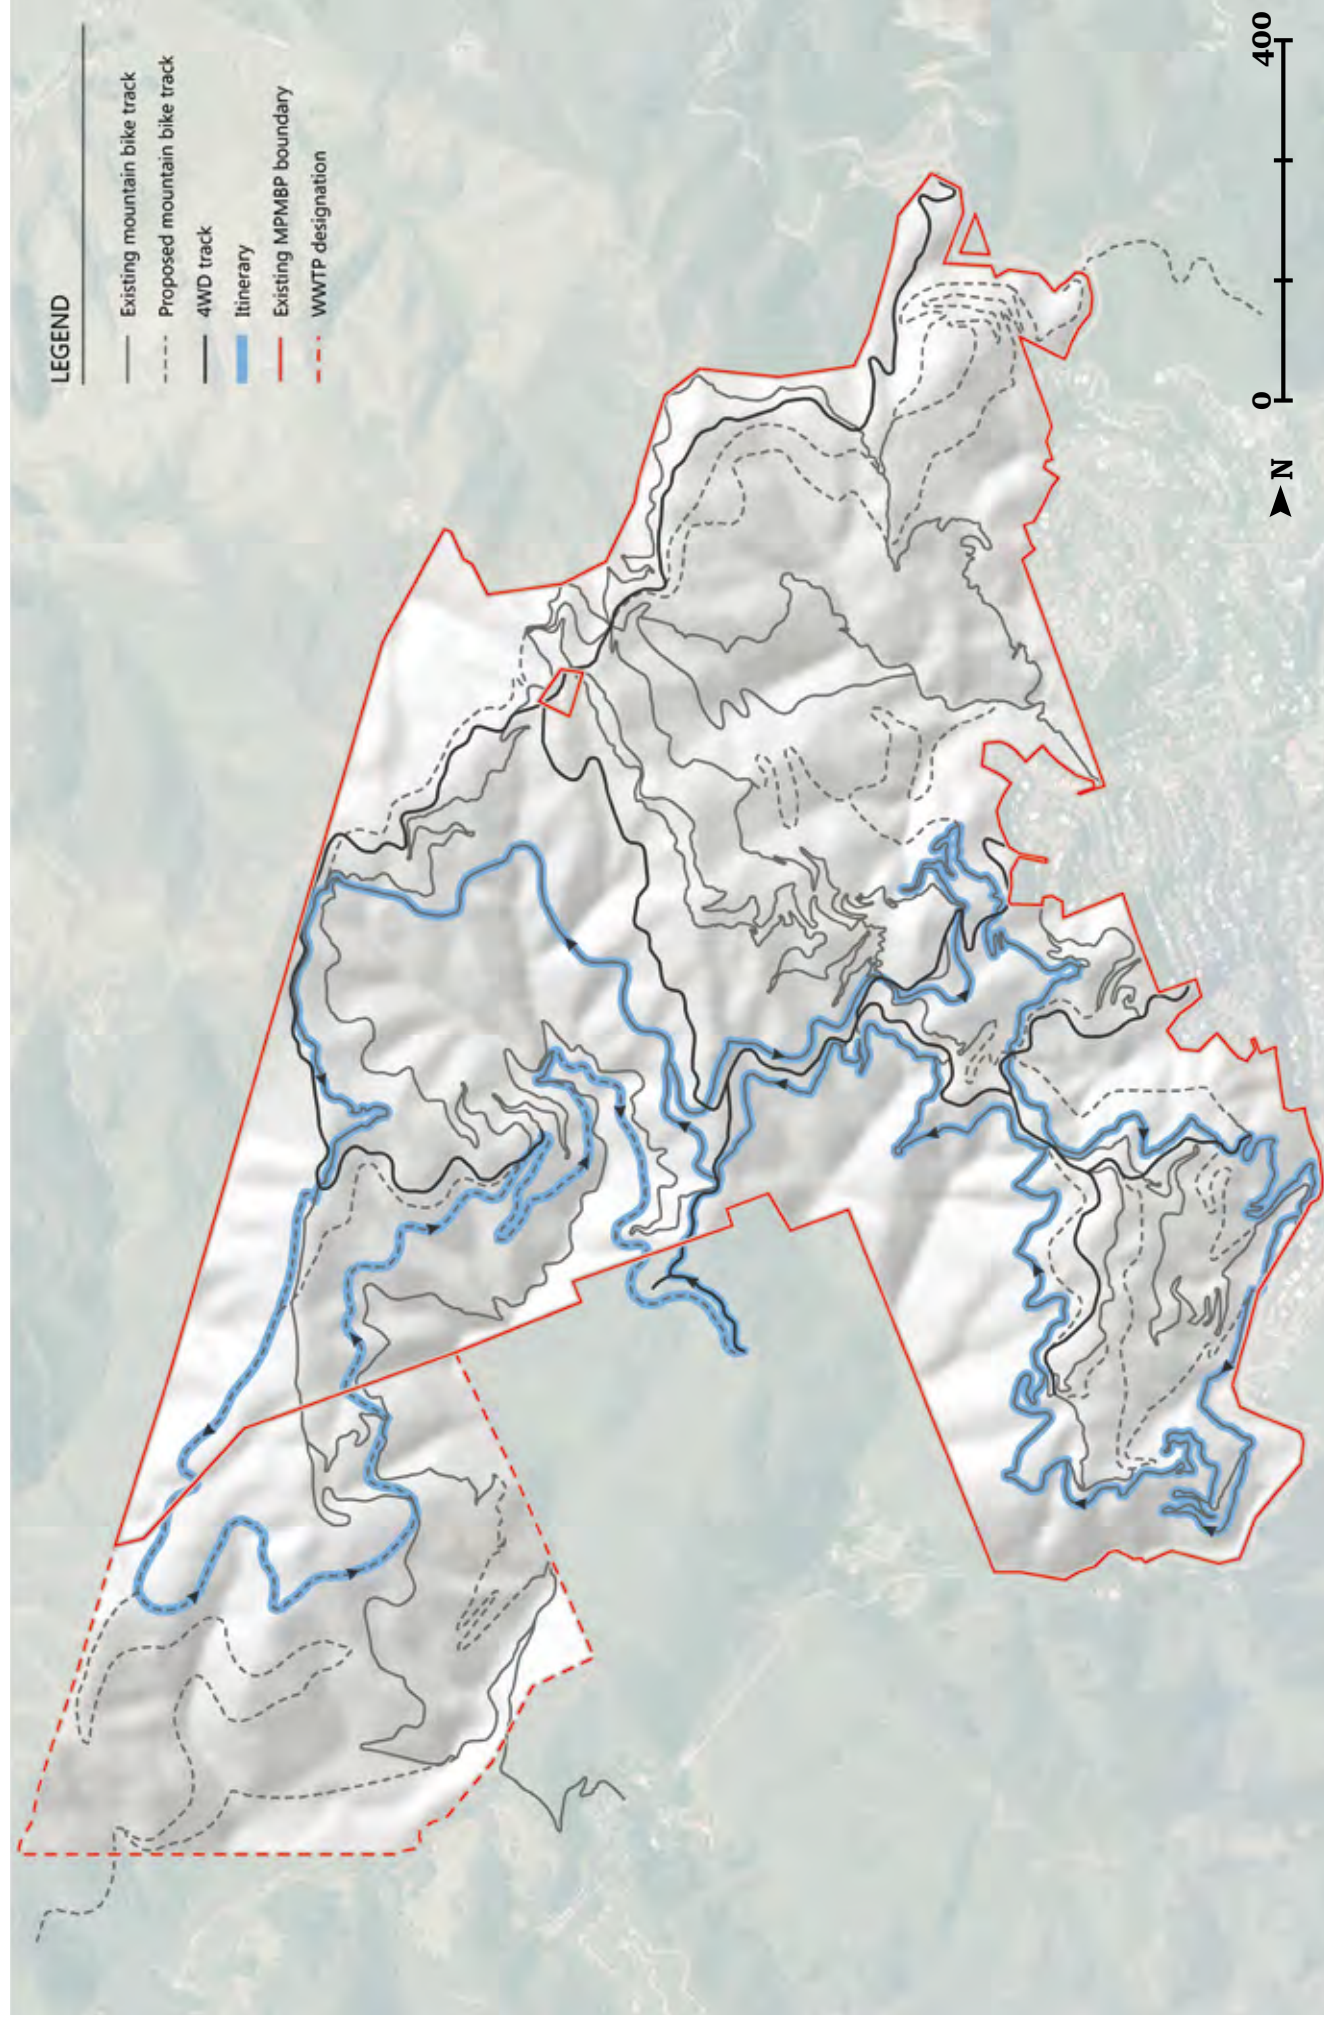 LEGEND
Existing mountain bike track
Proposed mountain bike track
4WD track
Itinerary
Existing MPMBP boundary
WWTP designation
N
0
400